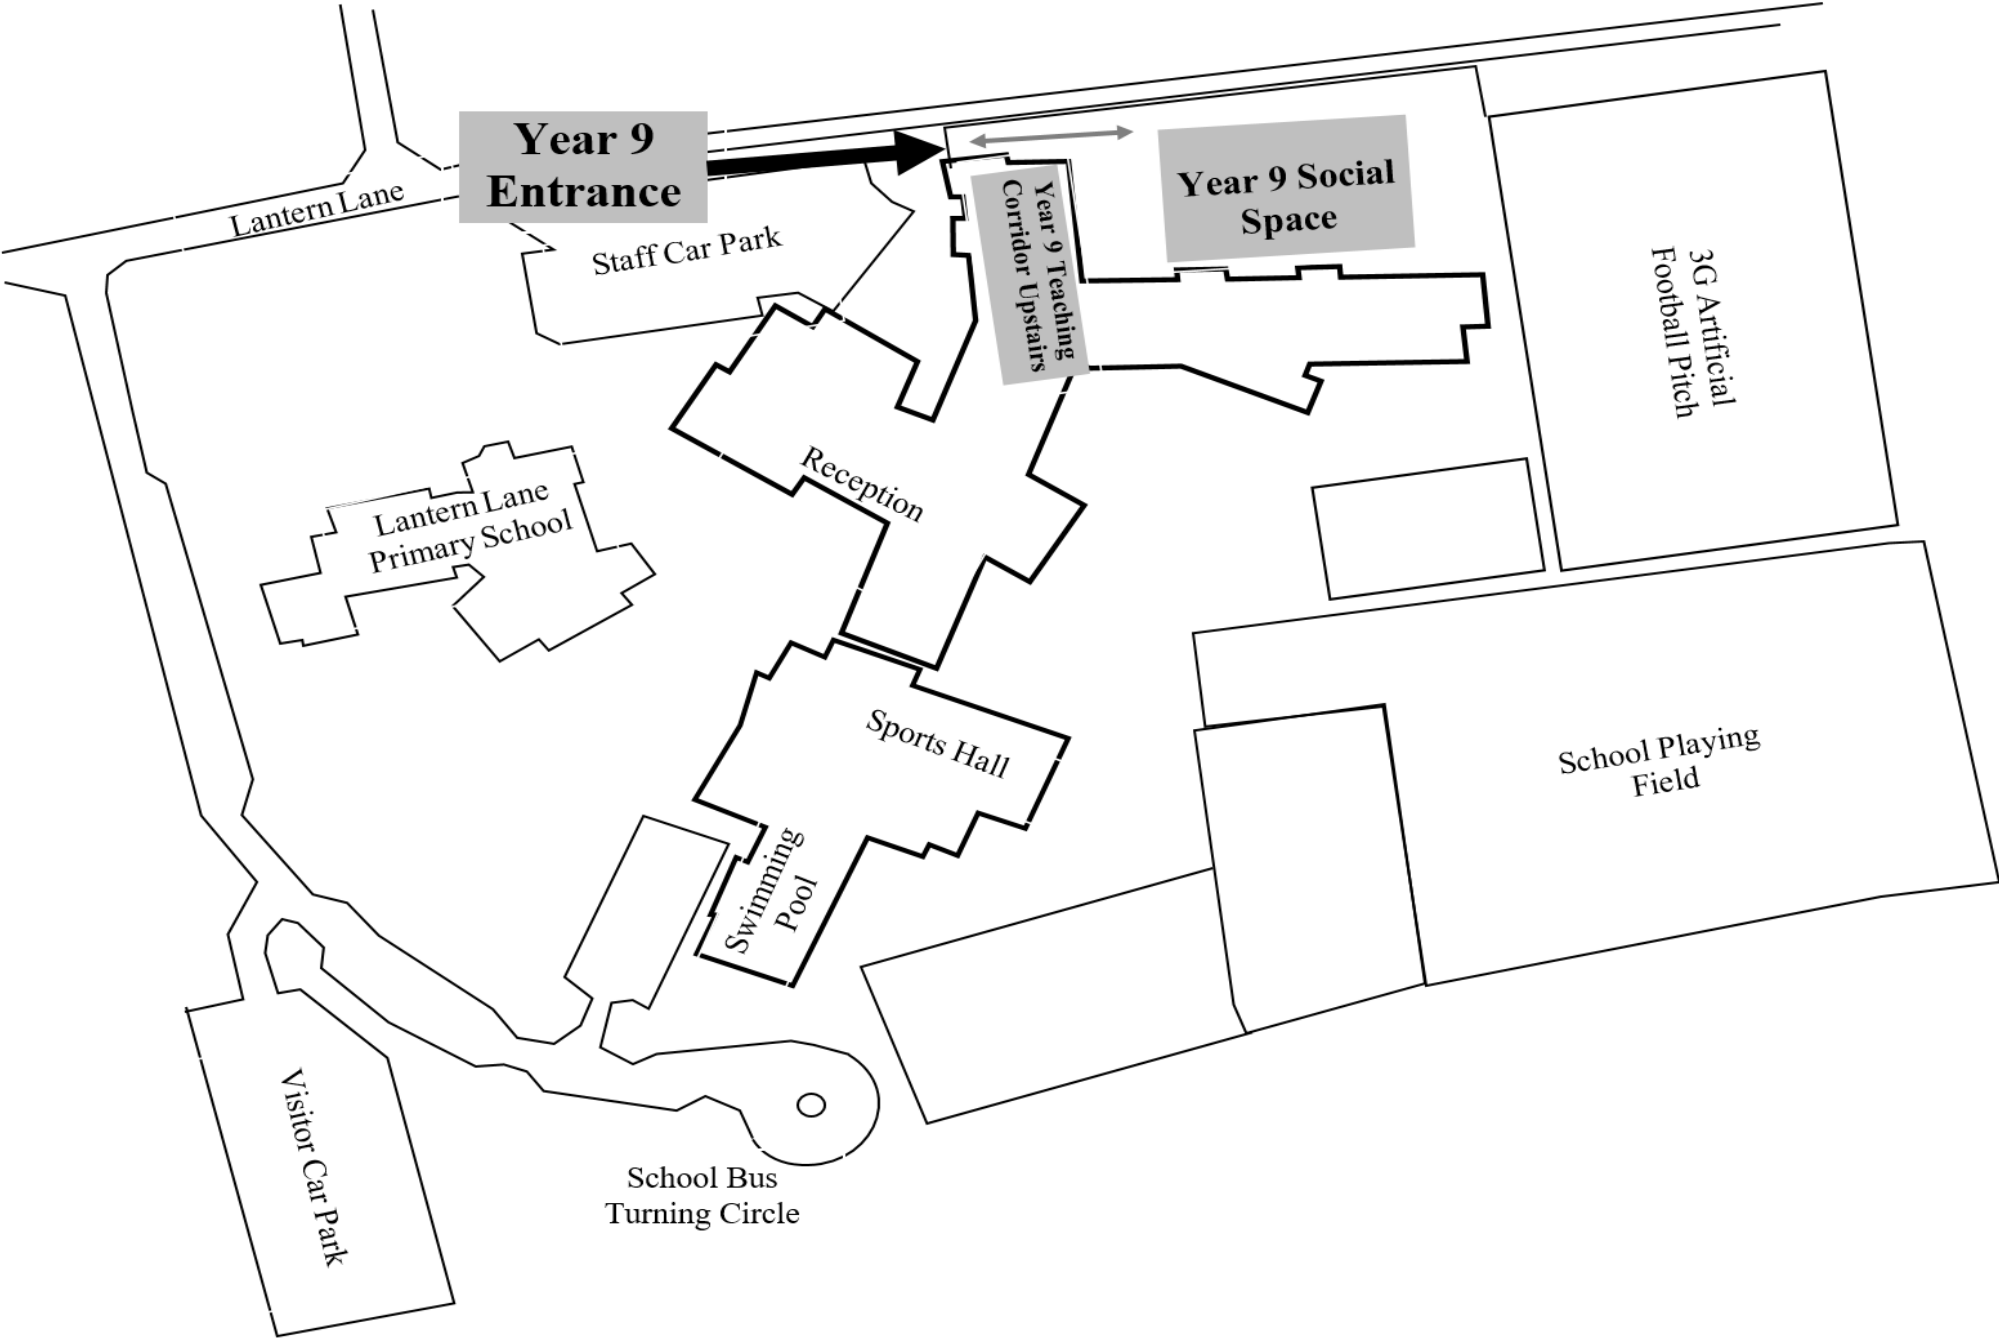 Year 9
Entrance
Lantern Lane
Staff Car Park
Year 9 Teaching
Corridor Upstairs
Year 9 Social
Space
3G Artificial
Football Pitch
Reception
Lantern Lane
Primary School
Sports Hall
School Playing
Field
Swimming
Pool
Visitor Car Park
School Bus
Turning Circle